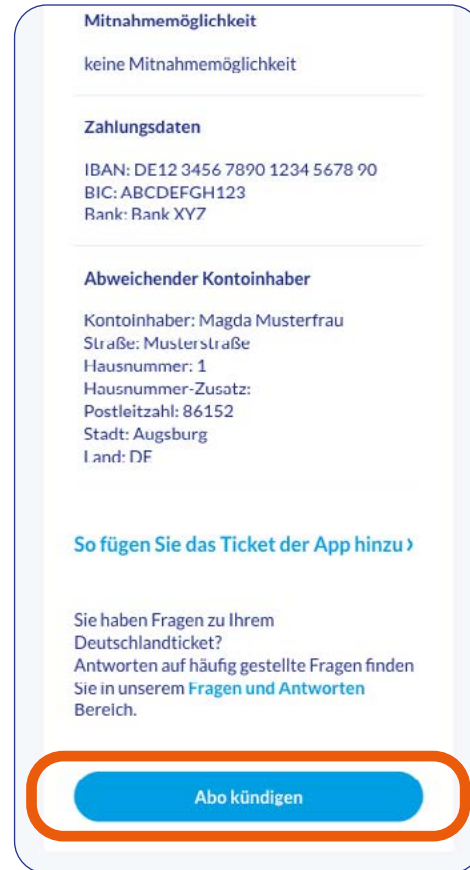 Mitnahmemöglichkeit
keine Mitnahmemöglichkeit
Zahlungsdaten
IBAN: DE12 3456 7890 1234 5678 90
BIC: ABCDEFGH123
Bank: Bank XYZ
Abweichender Kontoinhaber
Kontoinhaber: Magda Musterfrau
Straße: Musterstraße
Hausnummer: 1
Hausnummer-Zusatz:
Postleitzahl: 86152
Stadt: Augsburg
Land: DE
So fügen Sie das Ticket der App hinzu ›
Sie haben Fragen zu Ihrem
Deutschlandticket?
Antworten auf häufig gestellte Fragen finden
Sie in unserem Fragen und Antworten
Bereich.
Abo kündigen